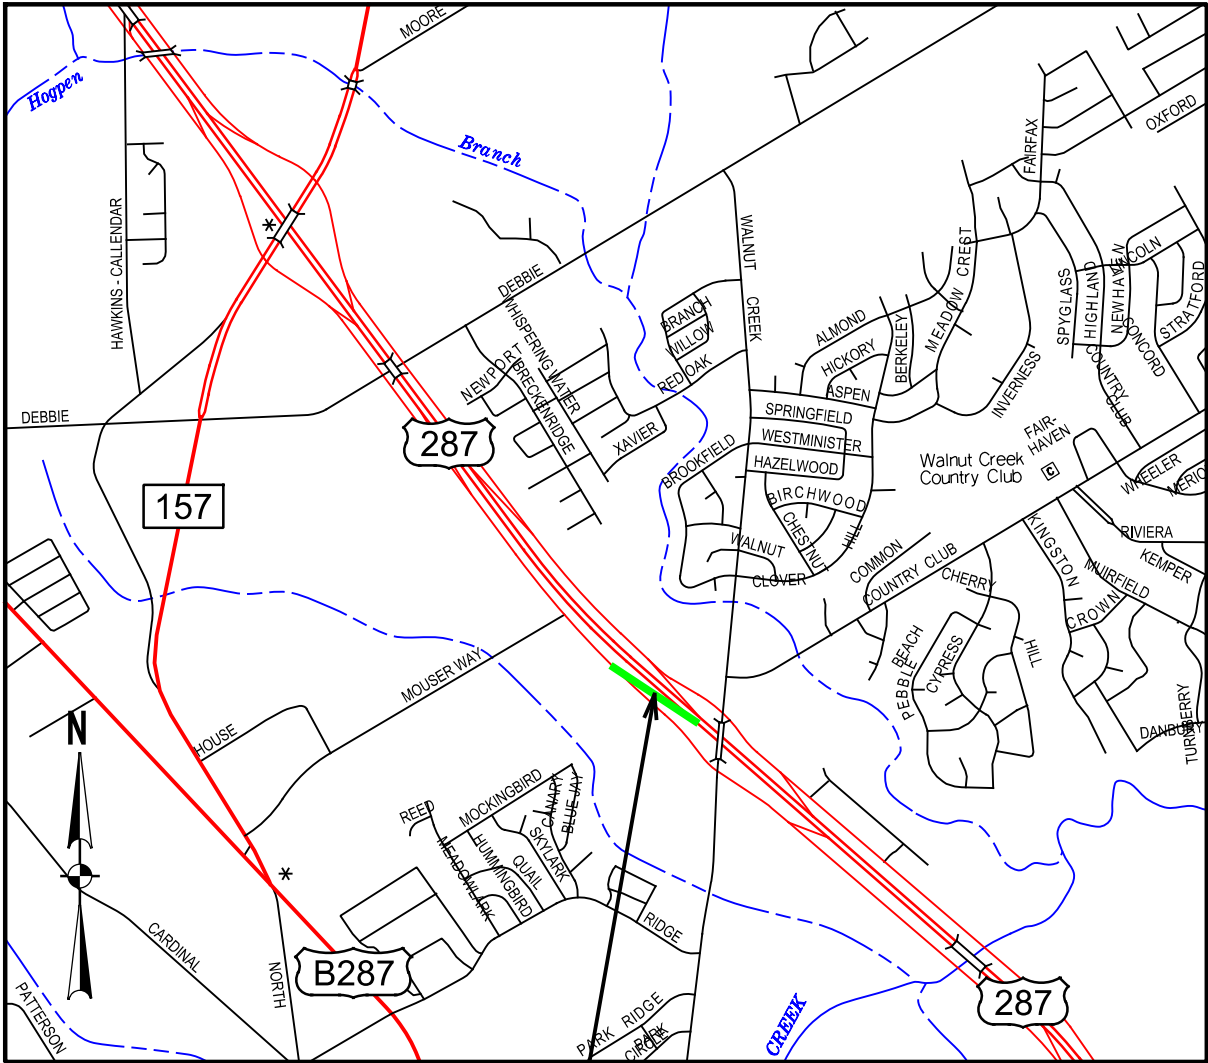 MOORE
Hogpen
Branch
OXFORD
FAIRFAX
HAWKINS - CALLENDAR
WALNUT
CREEK
DEBBIE
MEADOW CREST
LINCOLN
NEWHAVEN
HIGHLAND
SPYGLASS
STRATFORD
CONCORD
COUNTRY
CLUB
WHISPERING WATER
BRANCH
WILLOW
RED OAK
ALMOND
HICKORY
BERKELEY
ASPEN
INVERNESS
NEWPORT
BRECKENRIDGE
DEBBIE
287
XAVIER
SPRINGFIELD
WESTMINISTER
HAZELWOOD
BROOKFIELD
BIRCHWOOD
CHESTNUT
HILL
FAIR-
HAVEN
Walnut Creek
Country Club
C
WHEELER
157
WALNUT
CLOVER
COMMON
COUNTRY CLUB
CHERRY
HILL
KINGSTON
RIVIERA
KEMPER
MUIRFIELD
CROWN
MOUSER WAY
BEACH
PEBBLE
CYPRESS
TURNBERRY
DANBURY
N
HOUSE
*
*
REED
MOCKINGBIRD
CANARY
BLUE JAY
SKYLARK
QUAIL
HUMMINGBIRD
MEADOWLARK
RIDGE
CARDINAL
NORTH
B287
287
PATTERSON
PARK RIDGE
PARK
CIRCLE
CREEK